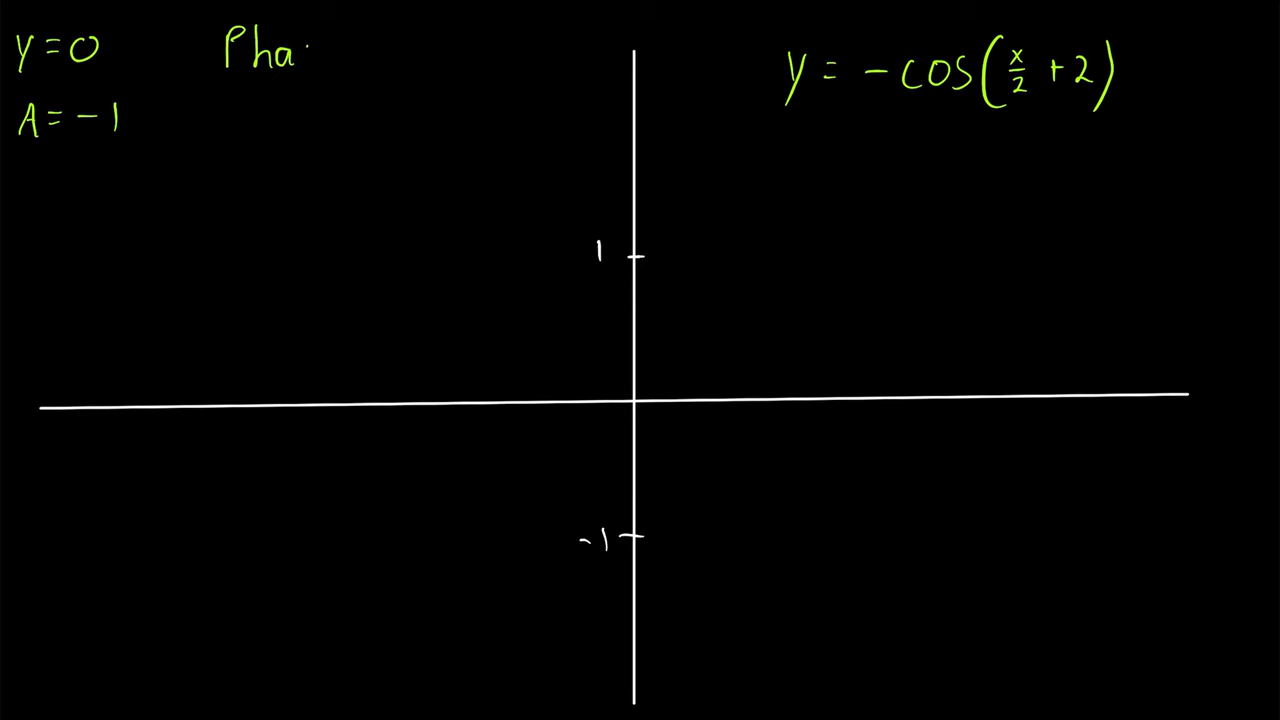 y=0
Pha
y = -cos(x/2 +2)
A=-1
1
-1